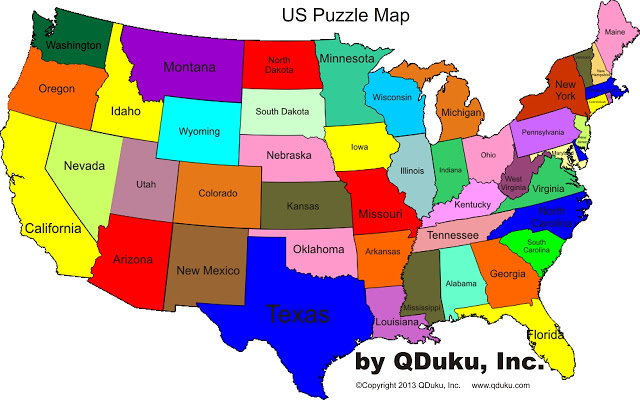 US Puzzle Map
Washington
Montana
North
Dakota
Minnesota
Maine
Oregon
Idaho
Wyoming
South Dakota
Wisconsin
Michigan
New
York
Nevada
Utah
Colorado
Nebraska
Iowa
Illinois
Indiana
Ohio
Pennsylvania
West
Virginia
Virginia
California
Kansas
Missouri
Kentucky
North
Carolina
Tennessee
South
Carolina
Arizona
New Mexico
Oklahoma
Arkansas
Mississippi
Alabama
Georgia
Texas
Louisiana
Florida
by QDuku, Inc.
©Copyright 2013 QDuku, Inc. www.qduku.com